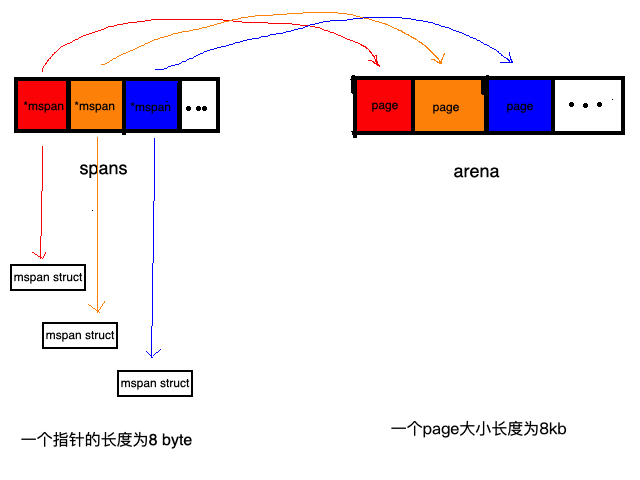 *mspan *mspan *mspan
page page page
spans
arena
mspan struct
mspan struct
mspan struct
一个指针的长度为8 byte
一个page大小长度为8kb